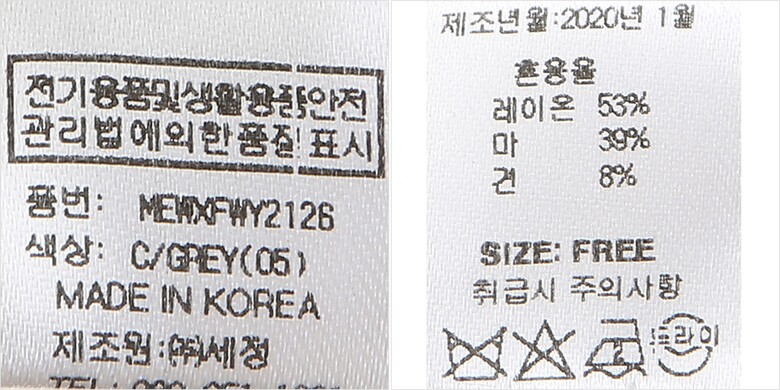 전기용품및생활용품안전
관리법에의한품질표시
품번: MEWXFWY2126
색상: C/GREY(05)
MADE IN KOREA
제조원:㈜세정
TEL:
제조년월:2020년 1월
혼용율
레이온 53%
마 39%
견 8%
SIZE: FREE
취급시 주의사항
드라이